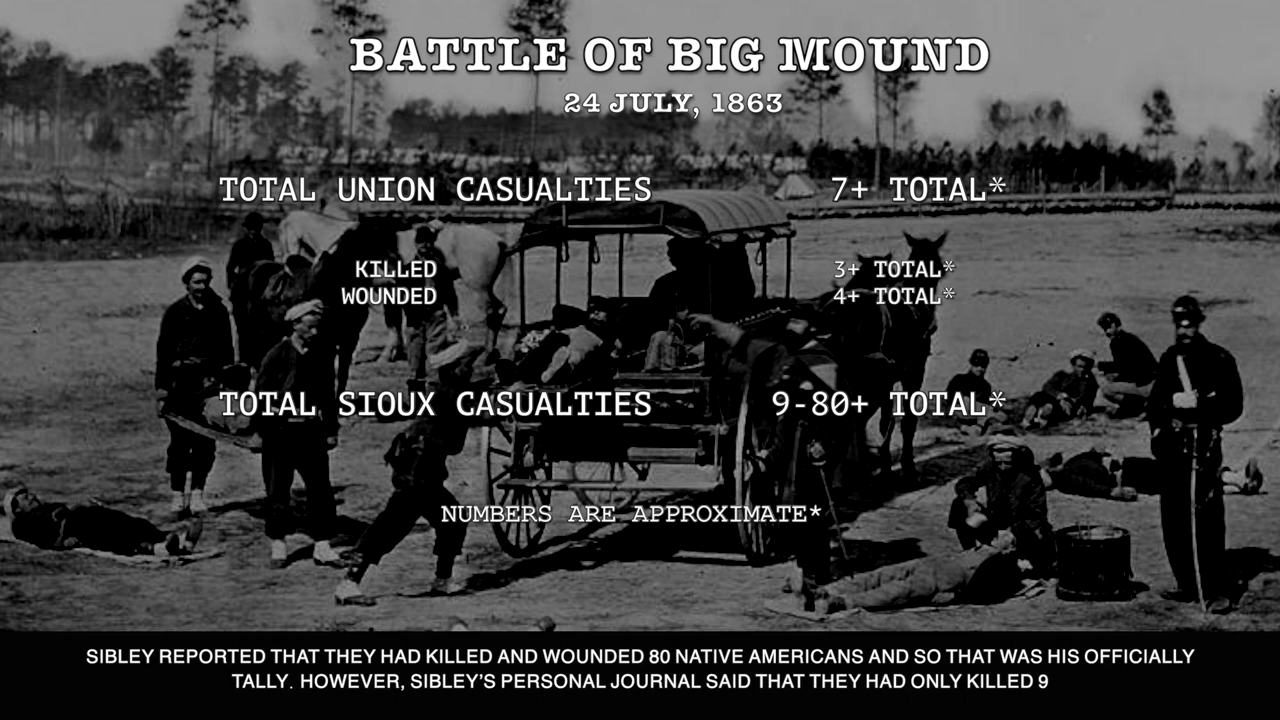 BATTLE OF BIG MOUND
24 JULY, 1863
TOTAL UNION CASUALTIES 7+ TOTAL*
KILLED 3+ TOTAL*
WOUNDED 4+ TOTAL*
TOTAL SIOUX CASUALTIES 9-80+ TOTAL*
NUMBERS ARE APPROXIMATE*
SIBLEY REPORTED THAT THEY HAD KILLED AND WOUNDED 80 NATIVE AMERICANS AND SO THAT WAS HIS OFFICIALLY
TALLY. HOWEVER, SIBLEY'S PERSONAL JOURNAL SAID THAT THEY HAD ONLY KILLED 9